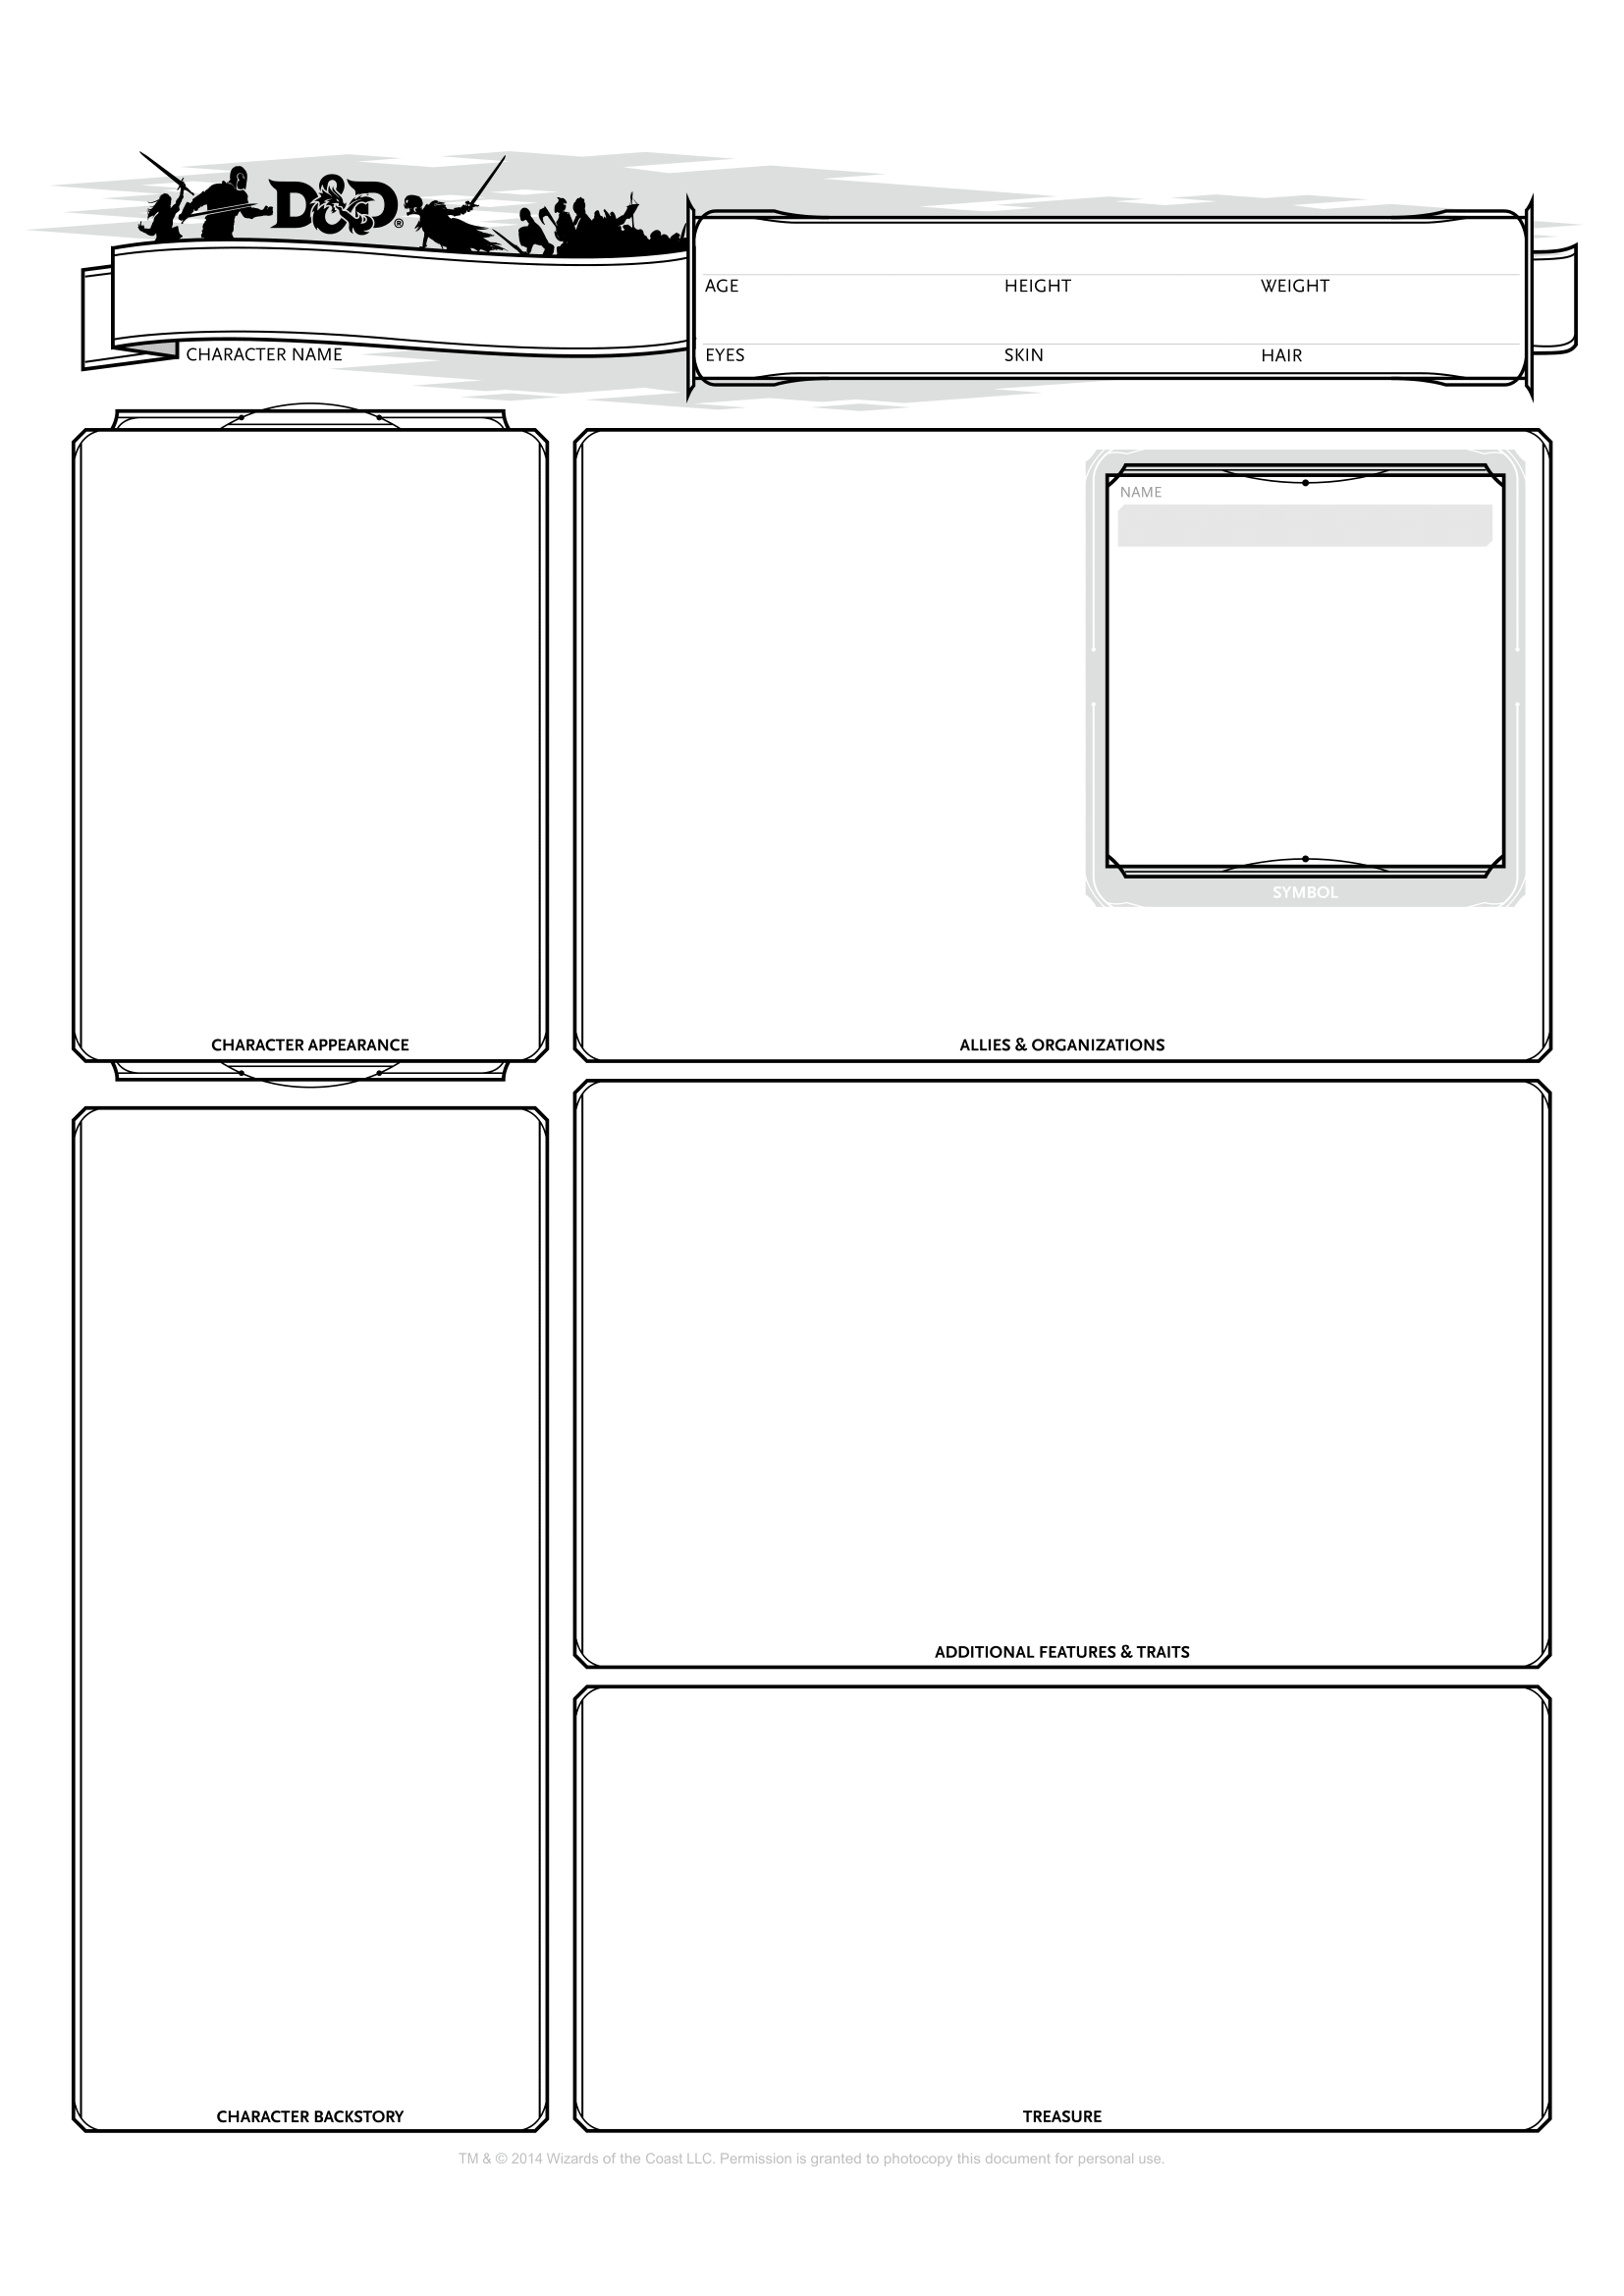 D&D®
AGE HEIGHT WEIGHT
CHARACTER NAME
EYES SKIN HAIR
NAME
SYMBOL
CHARACTER APPEARANCE
ALLIES & ORGANIZATIONS
ADDITIONAL FEATURES & TRAITS
CHARACTER BACKSTORY
TREASURE
TM & © 2014 Wizards of the Coast LLC. Permission is granted to photocopy this document for personal use.